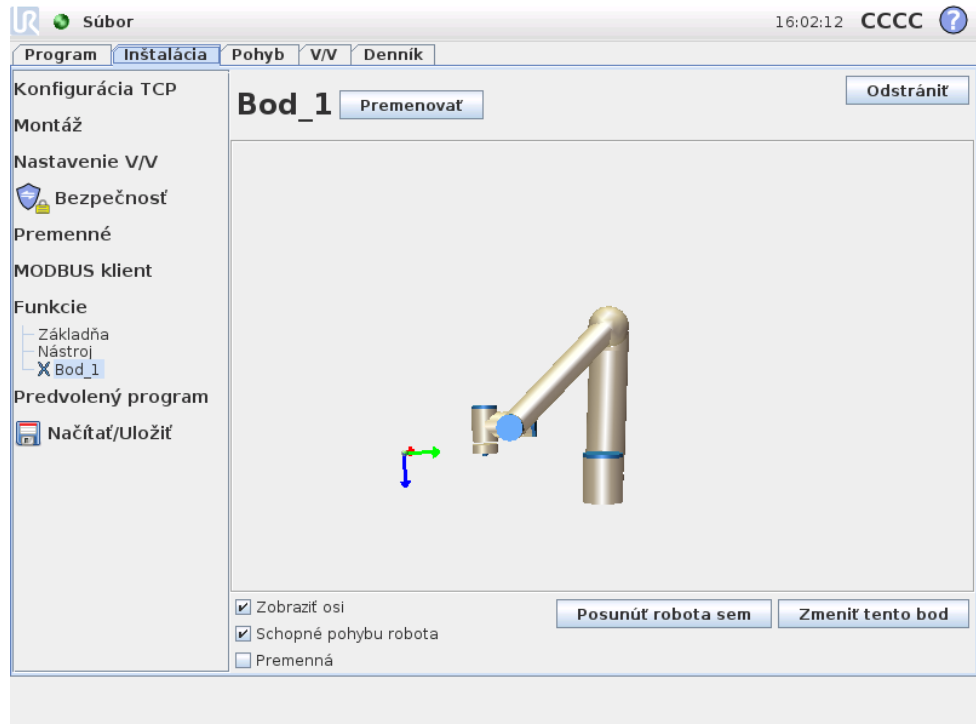 UR Súbor 16:02:12 CCCC ?
Program Inštalácia Pohyb V/V Denník
Konfigurácia TCP
Montáž
Nastavenie V/V
Bezpečnosť
Premenné
MODBUS klient
Funkcie
Základňa
Nástroj
Bod_1
Predvolený program
Načítať/Uložiť
Bod_1 Premenovať Odstrániť
Zobraziť osi
Schopné pohybu robota
Premenná
Posunúť robota sem Zmeniť tento bod